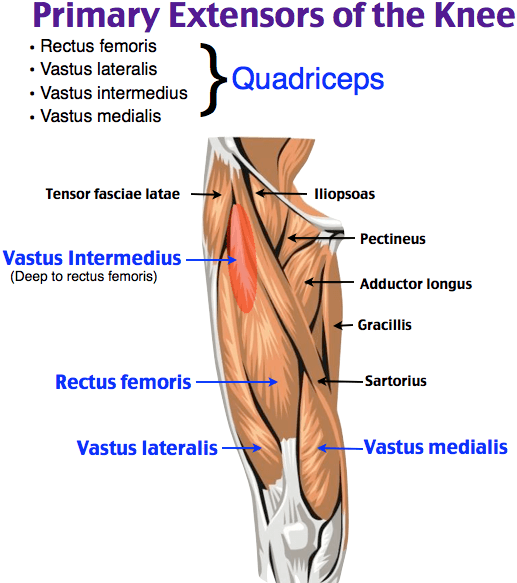 Primary Extensors of the Knee
• Rectus femoris
• Vastus lateralis
• Vastus intermedius
• Vastus medialis
} Quadriceps
Tensor fasciae latae
Iliopsoas
Pectineus
Vastus Intermedius
(Deep to rectus femoris)
Adductor longus
Gracillis
Rectus femoris
Sartorius
Vastus lateralis
Vastus medialis